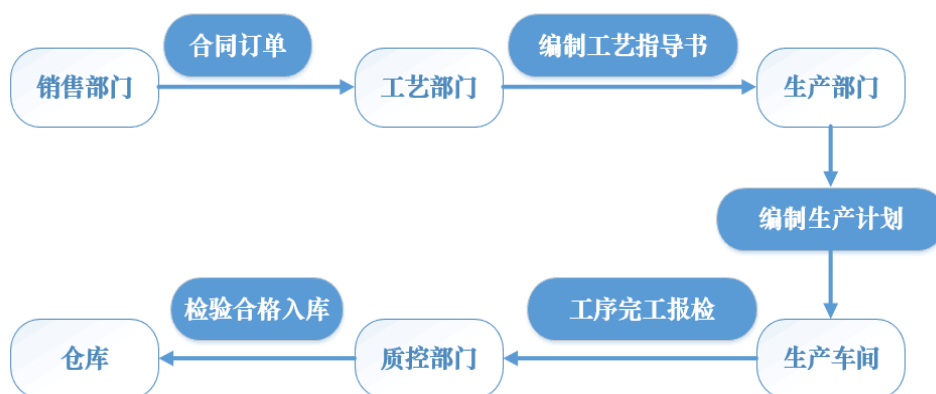 合同订单
编制工艺指导书
销售部门
工艺部门
生产部门
编制生产计划
检验合格入库
工序完工报检
仓库
质控部门
生产车间